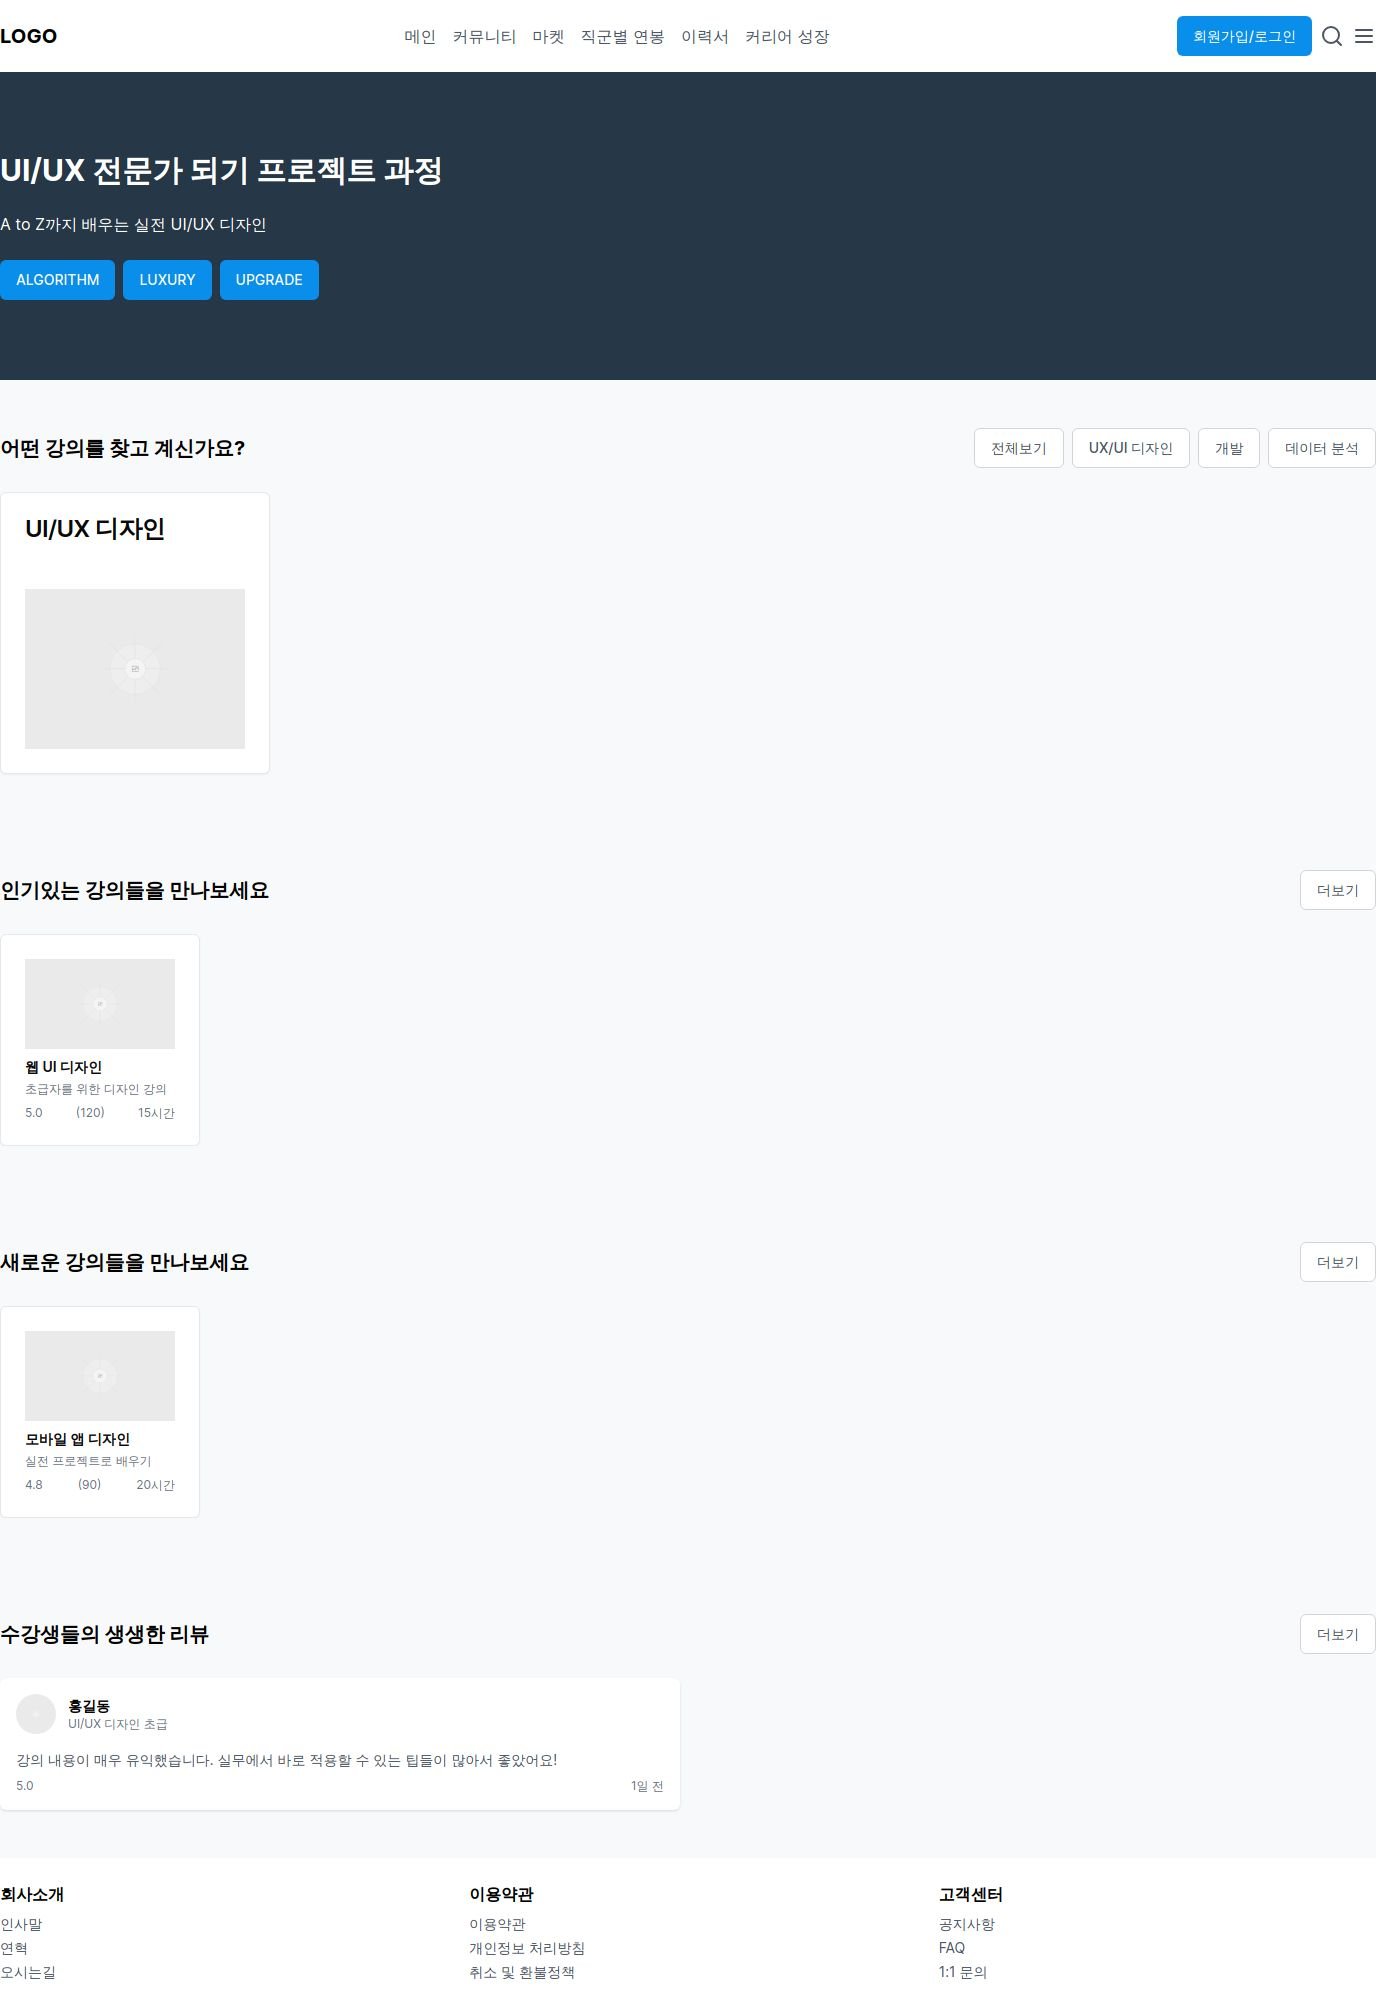 LOGO
메인 커뮤니티 마켓 직군별 연봉 이력서 커리어 성장
회원가입/로그인
UI/UX 전문가 되기 프로젝트 과정
A to Z까지 배우는 실전 UI/UX 디자인
ALGORITHM LUXURY UPGRADE
어떤 강의를 찾고 계신가요?
전체보기 UX/UI 디자인 개발 데이터 분석
UI/UX 디자인
인기있는 강의들을 만나보세요
더보기
웹 UI 디자인
초급자를 위한 디자인 강의
5.0 (120) 15시간
새로운 강의들을 만나보세요
더보기
모바일 앱 디자인
실전 프로젝트로 배우기
4.8 (90) 20시간
수강생들의 생생한 리뷰
더보기
홍길동
UI/UX 디자인 초급
강의 내용이 매우 유익했습니다. 실무에서 바로 적용할 수 있는 팁들이 많아서 좋았어요!
5.0 1일 전
회사소개
인사말
연혁
오시는길
이용약관
이용약관
개인정보 처리방침
취소 및 환불정책
고객센터
공지사항
FAQ
1:1 문의